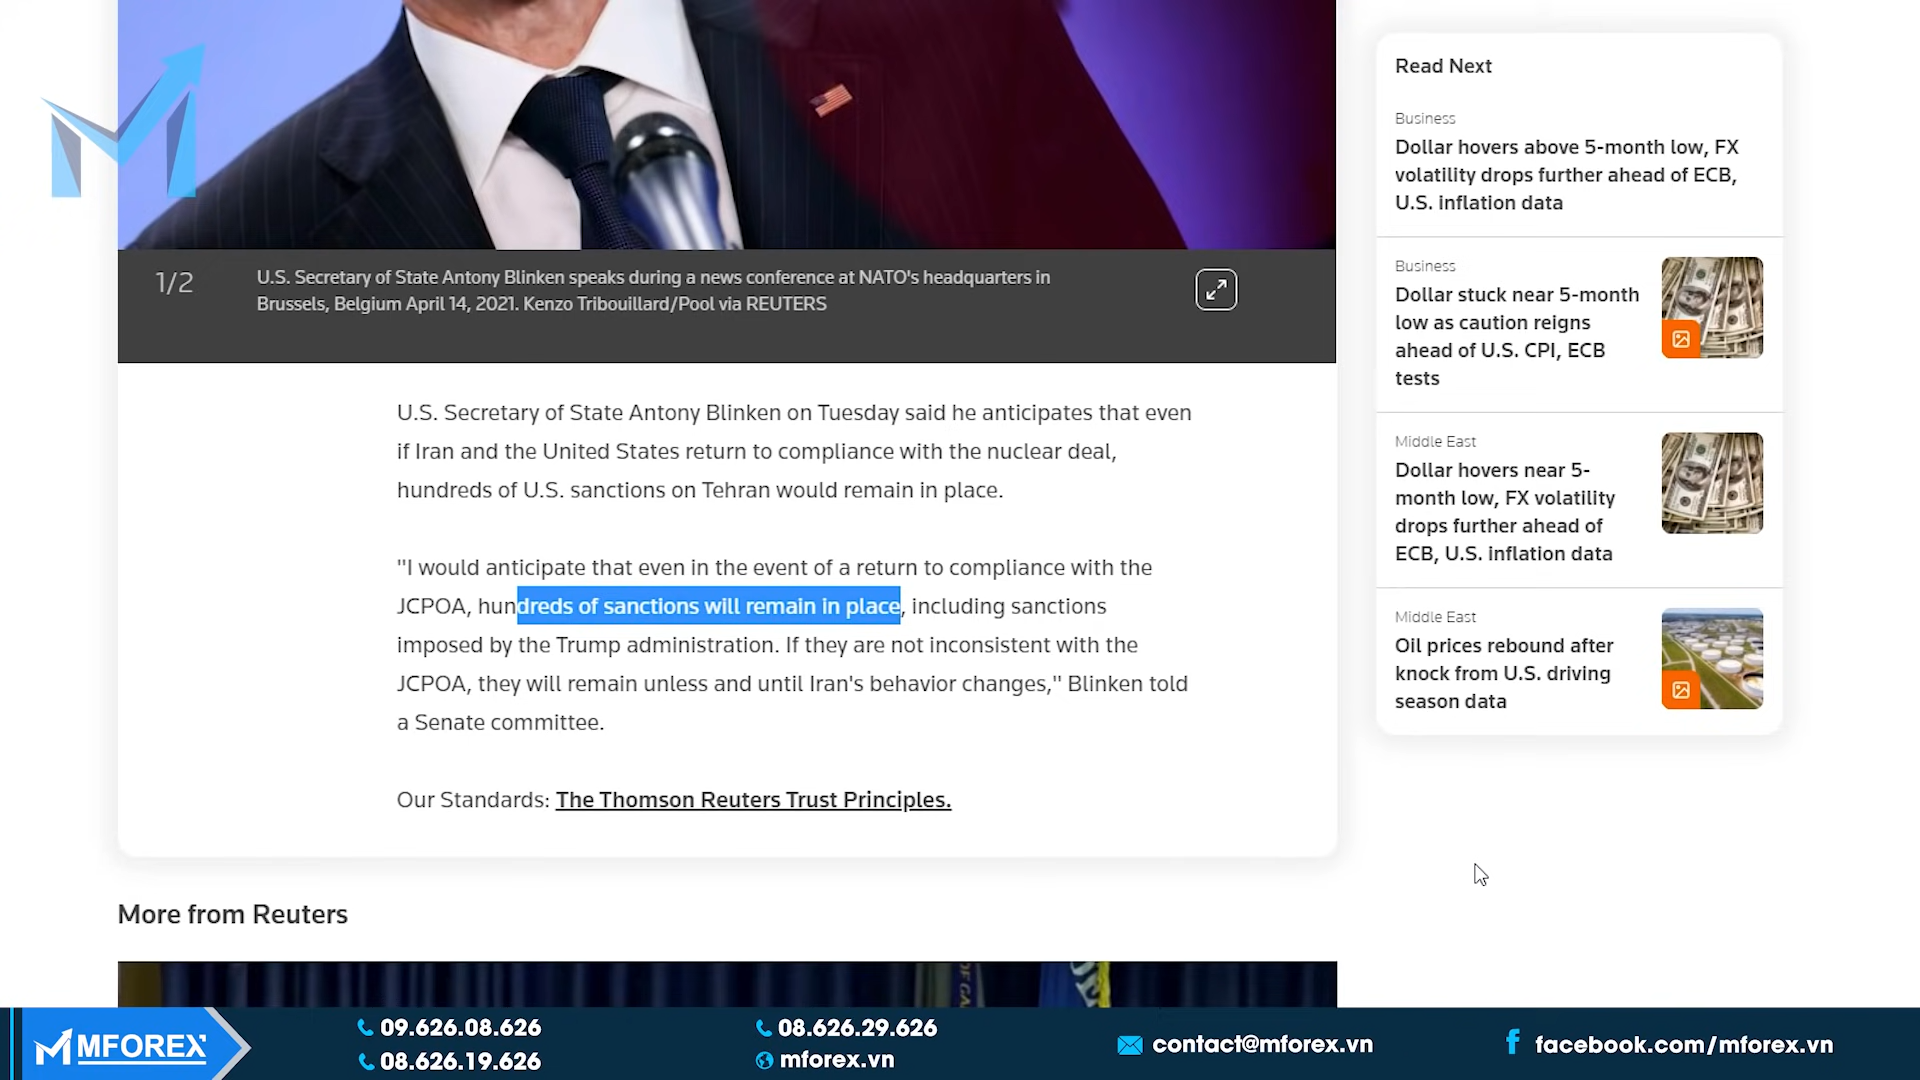 1/2
U.S. Secretary of State Antony Blinken speaks during a news conference at NATO's headquarters in
Brussels, Belgium April 14, 2021. Kenzo Tribouillard/Pool via REUTERS
U.S. Secretary of State Antony Blinken on Tuesday said he anticipates that even
if Iran and the United States return to compliance with the nuclear deal,
hundreds of U.S. sanctions on Tehran would remain in place.
"I would anticipate that even in the event of a return to compliance with the
JCPOA, hundreds of sanctions will remain in place, including sanctions
imposed by the Trump administration. If they are not inconsistent with the
JCPOA, they will remain unless and until Iran's behavior changes," Blinken told
a Senate committee.
Our Standards: The Thomson Reuters Trust Principles.
More from Reuters
Read Next
Business
Dollar hovers above 5-month low, FX
volatility drops further ahead of ECB,
U.S. inflation data
Business
Dollar stuck near 5-month
low as caution reigns
ahead of U.S. CPI, ECB
tests
Middle East
Dollar hovers near 5-
month low, FX volatility
drops further ahead of
ECB, U.S. inflation data
Middle East
Oil prices rebound after
knock from U.S. driving
season data
MFOREX
09.626.08.626
08.626.19.626
08.626.29.626
mforex.vn
contact@mforex.vn
facebook.com/mforex.vn